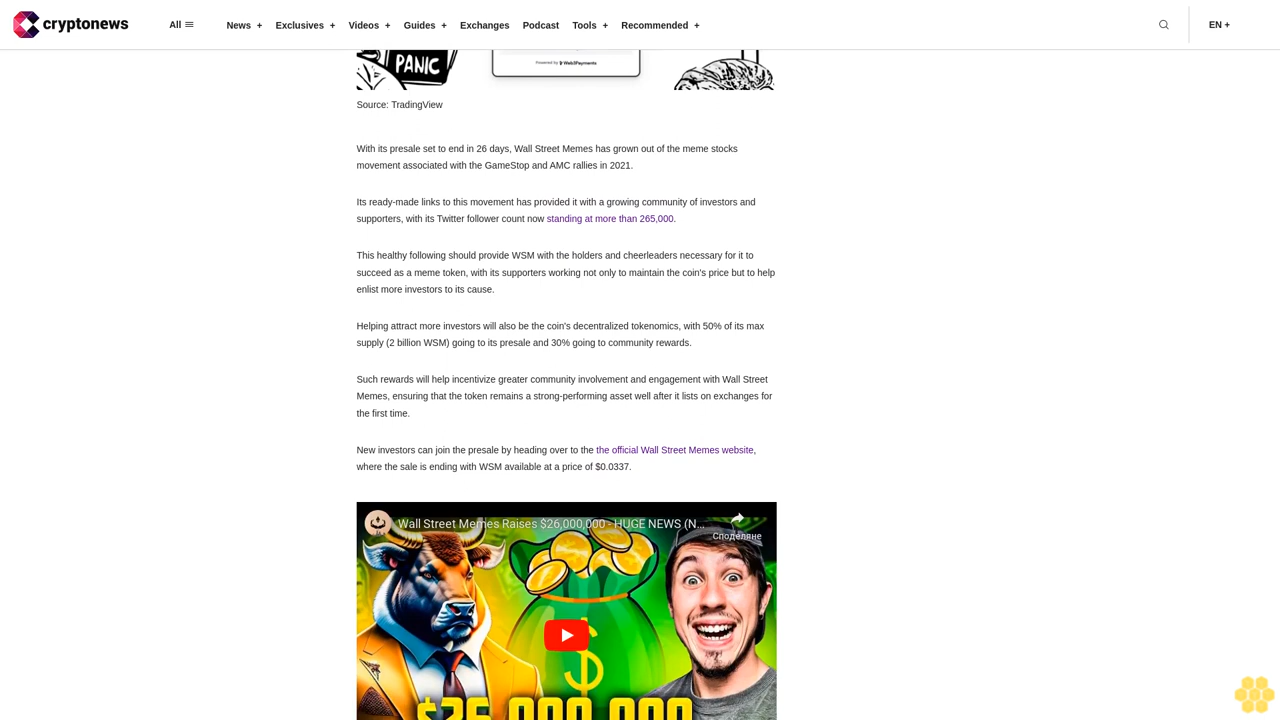 cryptonews
All
News +
Exclusives +
Videos +
Guides +
Exchanges
Podcast
Tools +
Recommended +
EN +
PANIC
Powered by Web3Payments
Source: TradingView
With its presale set to end in 26 days, Wall Street Memes has grown out of the meme stocks
movement associated with the GameStop and AMC rallies in 2021.
Its ready-made links to this movement has provided it with a growing community of investors and
supporters, with its Twitter follower count now standing at more than 265,000.
This healthy following should provide WSM with the holders and cheerleaders necessary for it to
succeed as a meme token, with its supporters working not only to maintain the coin's price but to help
enlist more investors to its cause.
Helping attract more investors will also be the coin's decentralized tokenomics, with 50% of its max
supply (2 billion WSM) going to its presale and 30% going to community rewards.
Such rewards will help incentivize greater community involvement and engagement with Wall Street
Memes, ensuring that the token remains a strong-performing asset well after it lists on exchanges for
the first time.
New investors can join the presale by heading over to the the official Wall Street Memes website,
where the sale is ending with WSM available at a price of $0.0337.
Wall Street Memes Raises $26,000,000 - HUGE NEWS (N...
Споделяне
$26,000,000